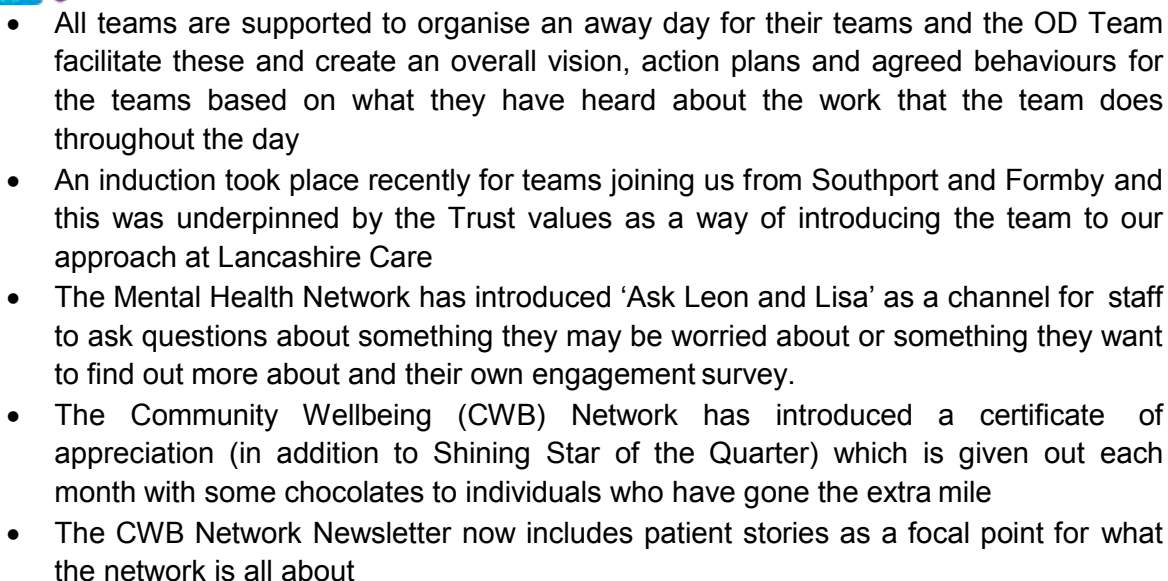 • All teams are supported to organise an away day for their teams and the OD Team
facilitate these and create an overall vision, action plans and agreed behaviours for
the teams based on what they have heard about the work that the team does
throughout the day
• An induction took place recently for teams joining us from Southport and Formby and
this was underpinned by the Trust values as a way of introducing the team to our
approach at Lancashire Care
• The Mental Health Network has introduced ‘Ask Leon and Lisa’ as a channel for staff
to ask questions about something they may be worried about or something they want
to find out more about and their own engagement survey.
• The Community Wellbeing (CWB) Network has introduced a certificate of
appreciation (in addition to Shining Star of the Quarter) which is given out each
month with some chocolates to individuals who have gone the extra mile
• The CWB Network Newsletter now includes patient stories as a focal point for what
the network is all about